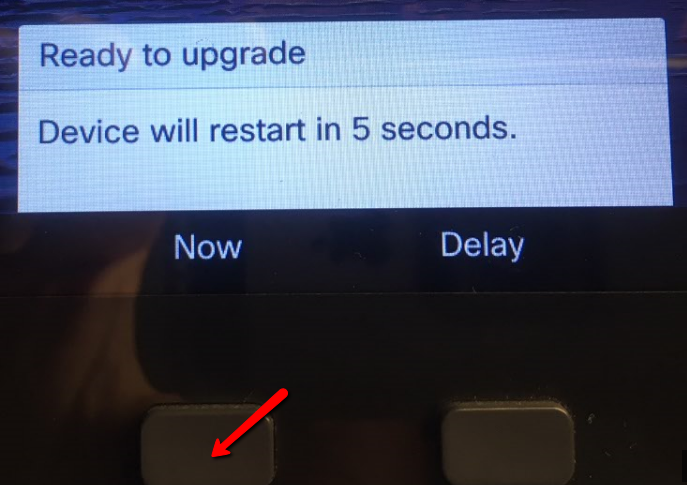 Ready to upgrade
Device will restart in 5 seconds.
Now
Delay